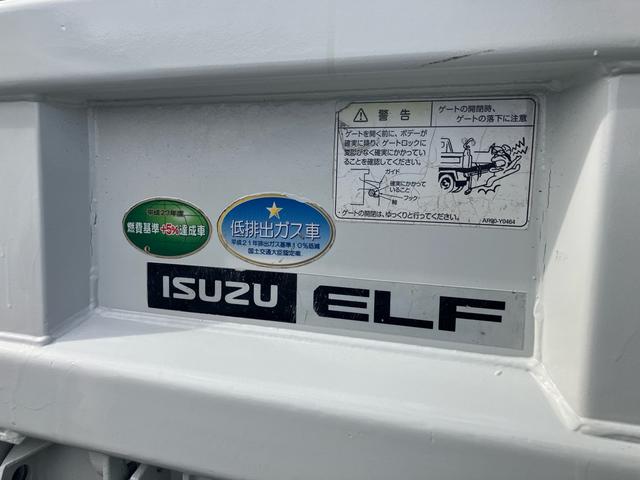 警告
ゲートの開閉時、
ゲートの落下に注意
ゲートを開く前に、ボデーが
確実に降り、ゲートロックに
変形がなく確実にかかってい
ることを確認してください。
ガイド
確実にかかって
いること
フック
軸
ゲートの開閉は、ゆっくりと行ってください。
AR90-Y0464
平成27年度
燃費基準+5%達成車
低排出ガス車
平成21年排出ガス基準10%低減
国土交通大臣認定車
ISUZU ELF